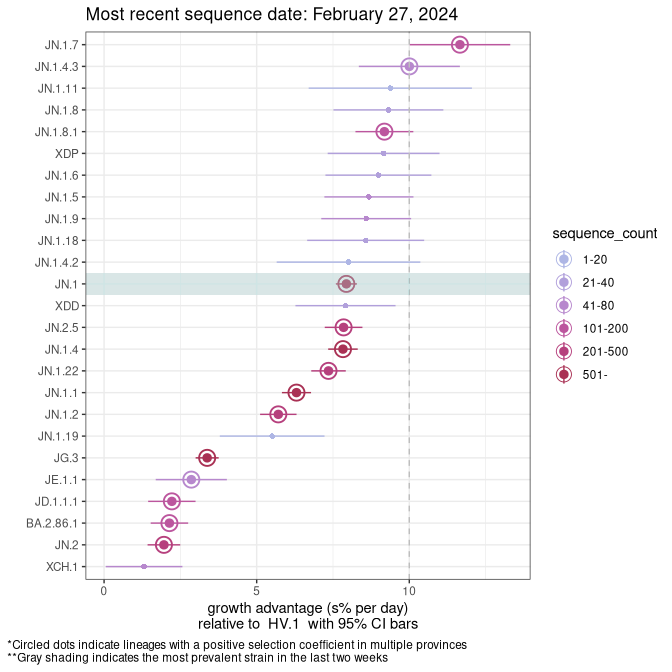 Most recent sequence date: February 27, 2024
JN.1.7
JN.1.4.3
JN.1.11
JN.1.8
JN.1.8.1
XDP
JN.1.6
JN.1.5
JN.1.9
JN.1.18
JN.1.4.2
JN.1
XDD
JN.2.5
JN.1.4
JN.1.22
JN.1.1
JN.1.2
JN.1.19
JG.3
JE.1.1
JD.1.1.1
BA.2.86.1
JN.2
XCH.1
0 5 10
growth advantage (s% per day)
relative to HV.1 with 95% CI bars
sequence_count
1-20
21-40
41-80
101-200
201-500
501-
*Circled dots indicate lineages with a positive selection coefficient in multiple provinces
**Gray shading indicates the most prevalent strain in the last two weeks